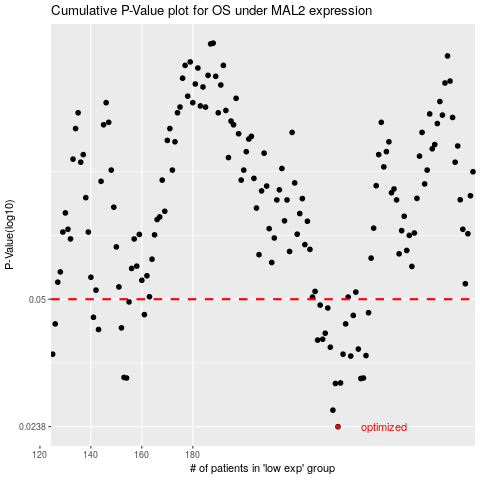 Cumulative P-Value plot for OS under MAL2 expression
P-Value(log10)
0.05
0.0238
optimized
120 140 160 180
# of patients in 'low exp' group